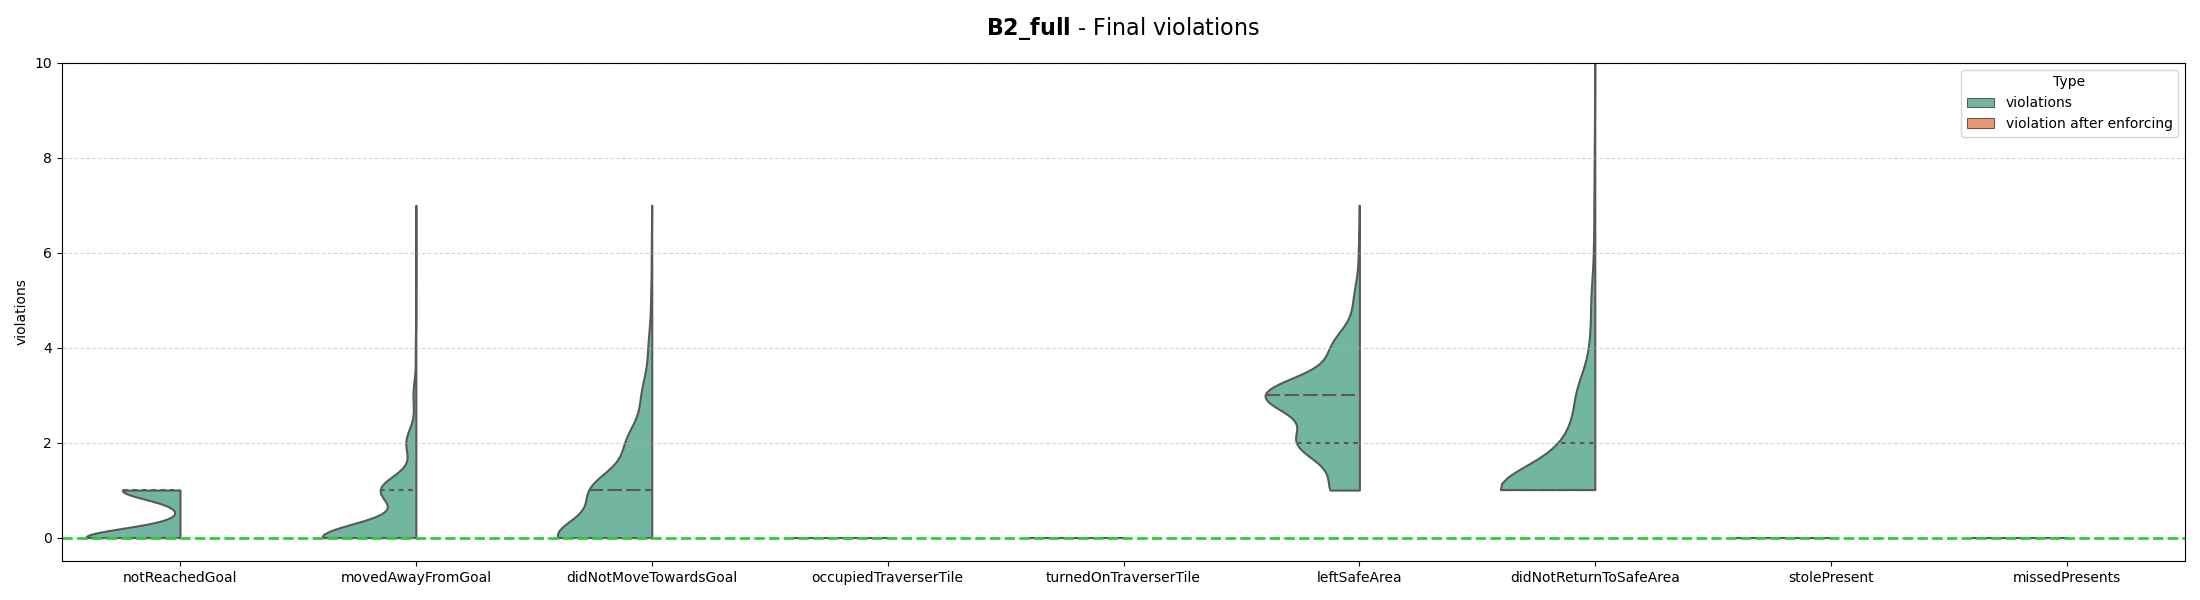 B2_full - Final violations
violations
10
8
6
4
2
0
Type
violations
violation after enforcing
notReachedGoal
movedAwayFromGoal
didNotMoveTowardsGoal
occupiedTraverserTile
turnedOnTraverserTile
leftSafeArea
didNotReturnToSafeArea
stolePresent
missedPresents